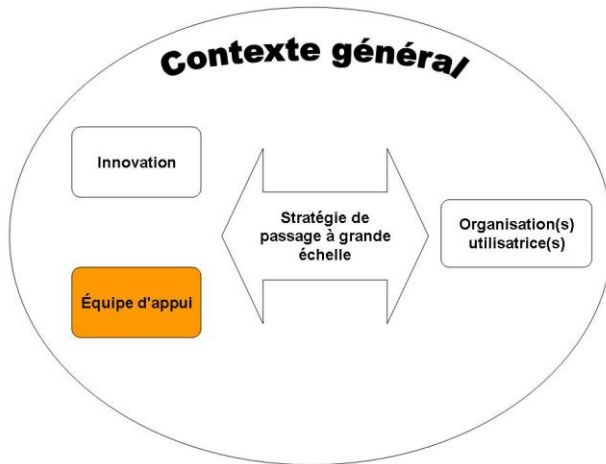 Contexte général
Innovation
Stratégie de
passage à grande
échelle
Organisation(s)
utilisatrice(s)
Équipe d'appui